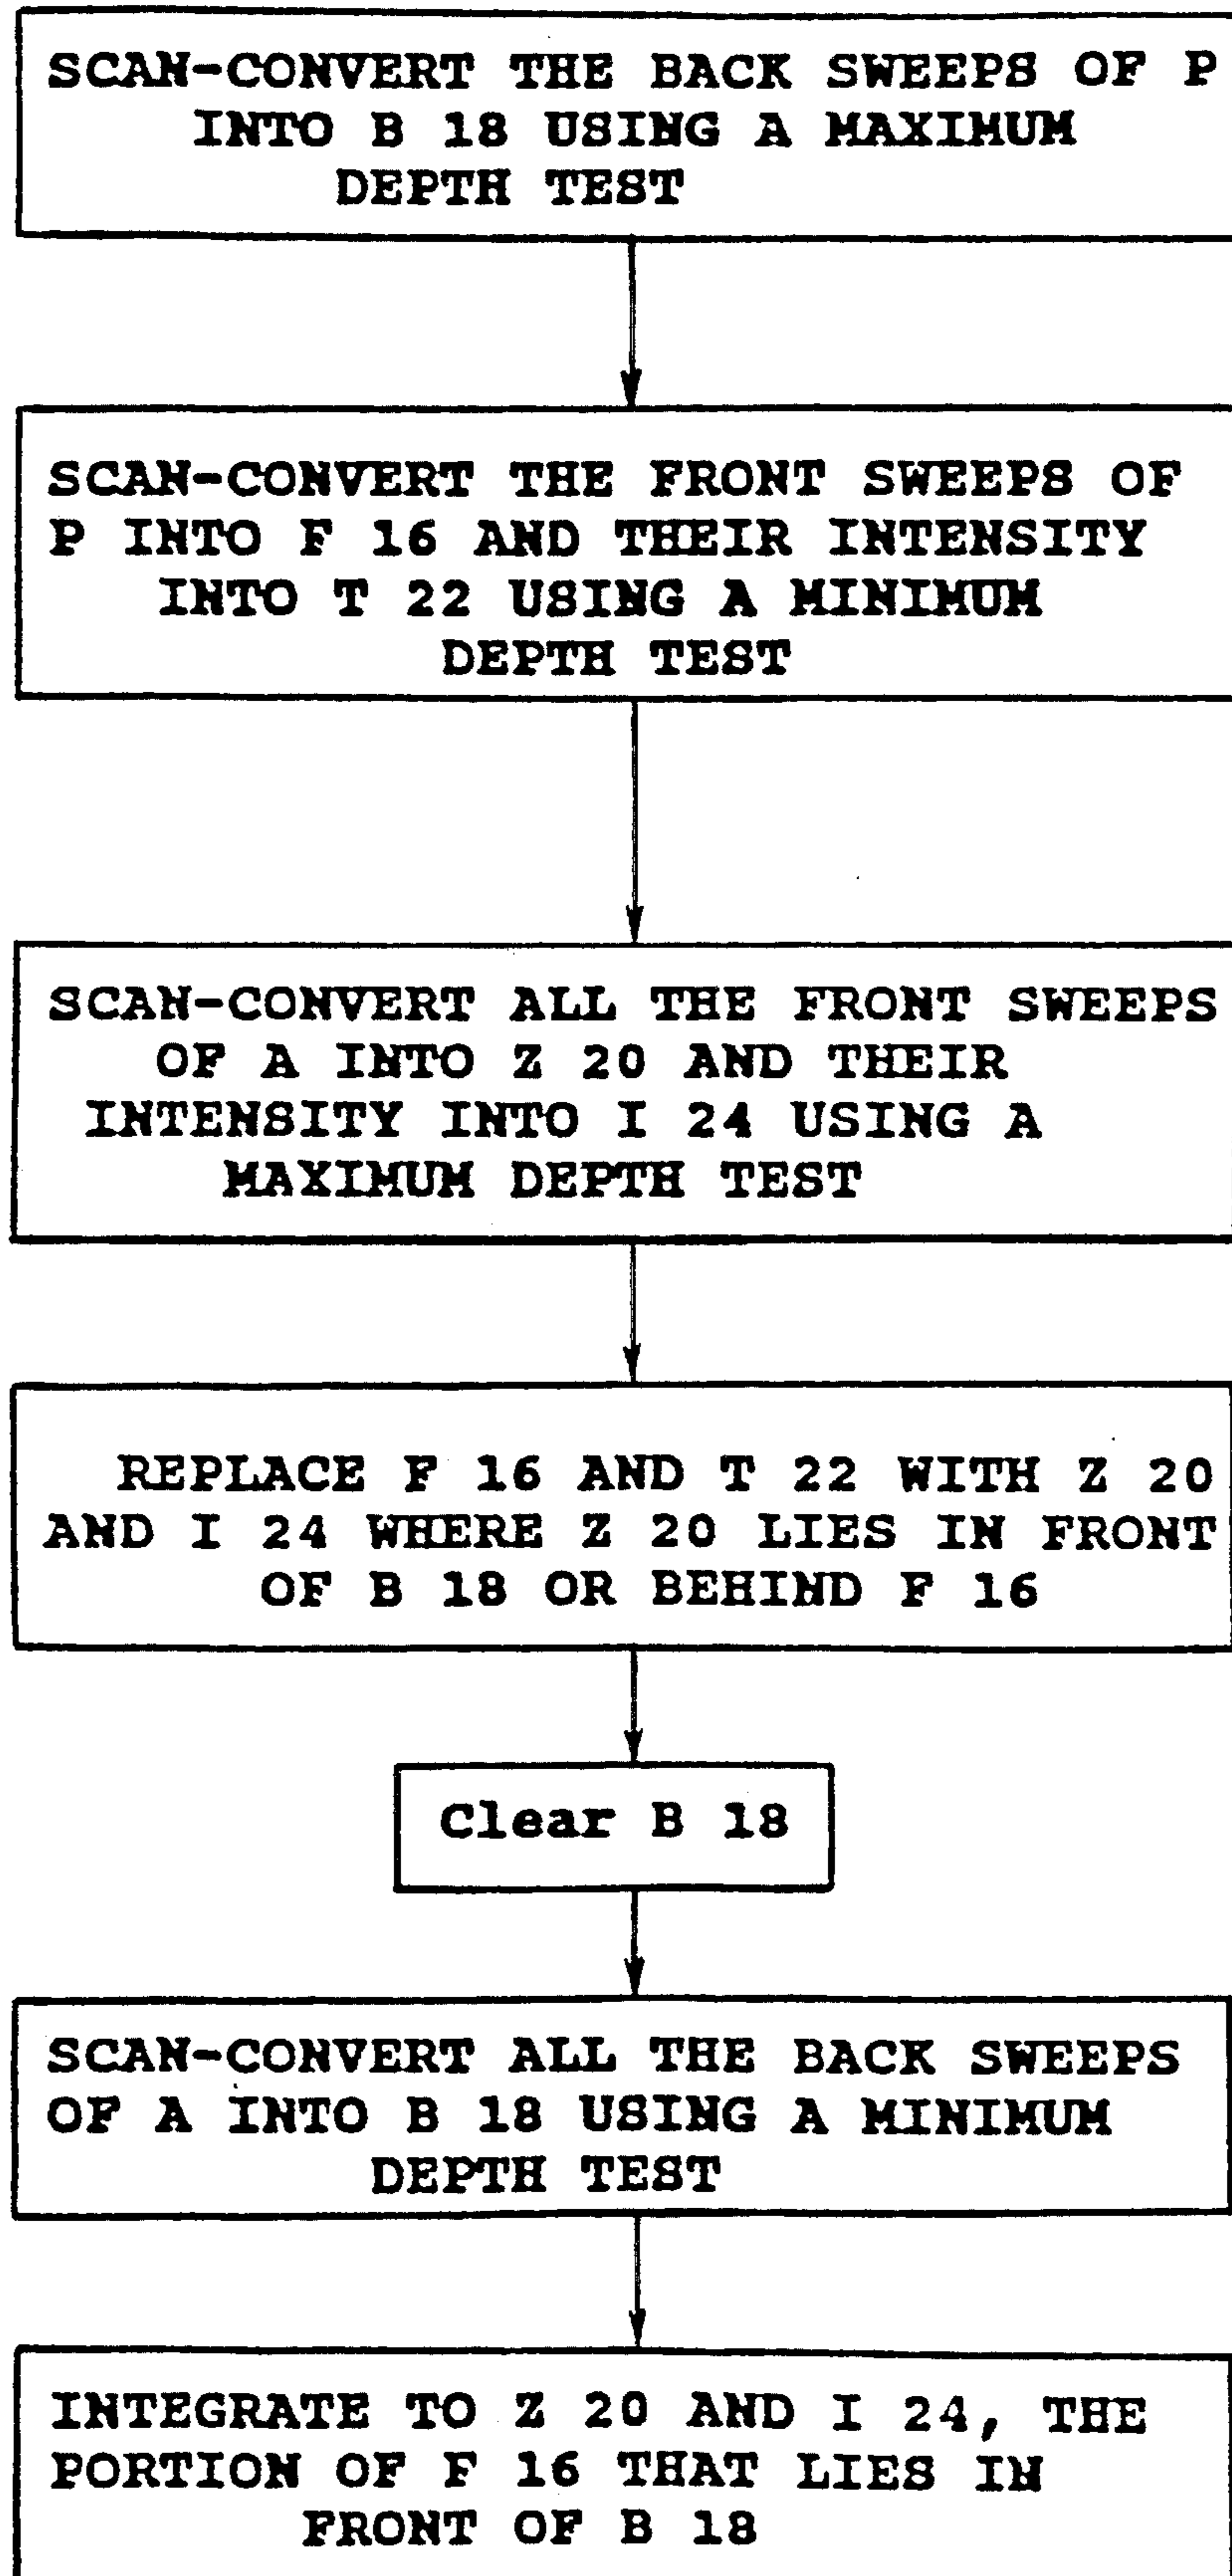 SCAN-CONVERT THE BACK SWEEPS OF P
INTO B 18 USING A MAXIMUM
DEPTH TEST
SCAN-CONVERT THE FRONT SWEEPS OF
P INTO F 16 AND THEIR INTENSITY
INTO T 22 USING A MINIMUM
DEPTH TEST
SCAN-CONVERT ALL THE FRONT SWEEPS
OF A INTO Z 20 AND THEIR
INTENSITY INTO I 24 USING A
MAXIMUM DEPTH TEST
REPLACE F 16 AND T 22 WITH Z 20
AND I 24 WHERE Z 20 LIES IN FRONT
OF B 18 OR BEHIND F 16
Clear B 18
SCAN-CONVERT ALL THE BACK SWEEPS
OF A INTO B 18 USING A MINIMUM
DEPTH TEST
INTEGRATE TO Z 20 AND I 24, THE
PORTION OF F 16 THAT LIES IN
FRONT OF B 18